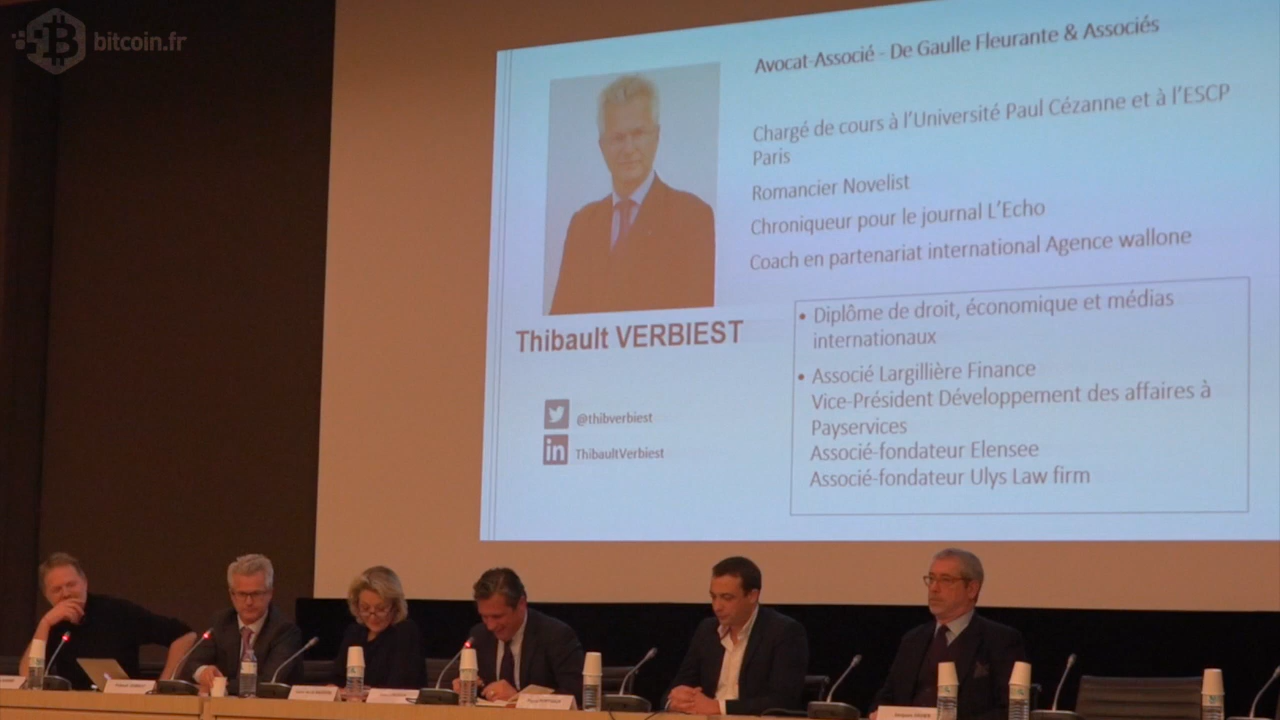 bitcoin.fr
Avocat-Associé - De Gaulle Fleurante & Associés
Chargé de cours à l'Université Paul Cézanne et à l'ESCP
Paris
Romancier Novelist
Chroniqueur pour le journal L'Echo
Coach en partenariat international Agence wallone
Thibault VERBIEST
@thibverbiest
in ThibaultVerbiest
• Diplôme de droit, économique et médias
internationaux
• Associé Largillière Finance
Vice-Président Développement des affaires à
Payservices
Associé-fondateur Elensee
Associé-fondateur Ulys Law firm